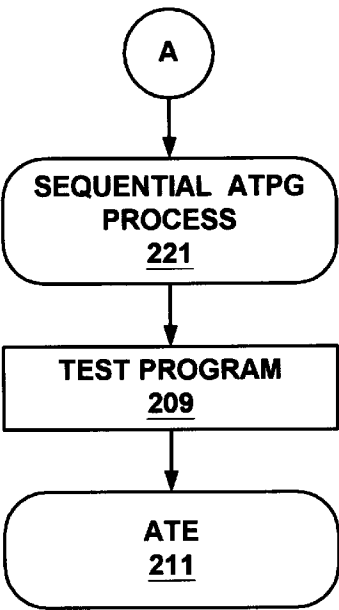 A
SEQUENTIAL ATPG
PROCESS
221
TEST PROGRAM
209
ATE
211